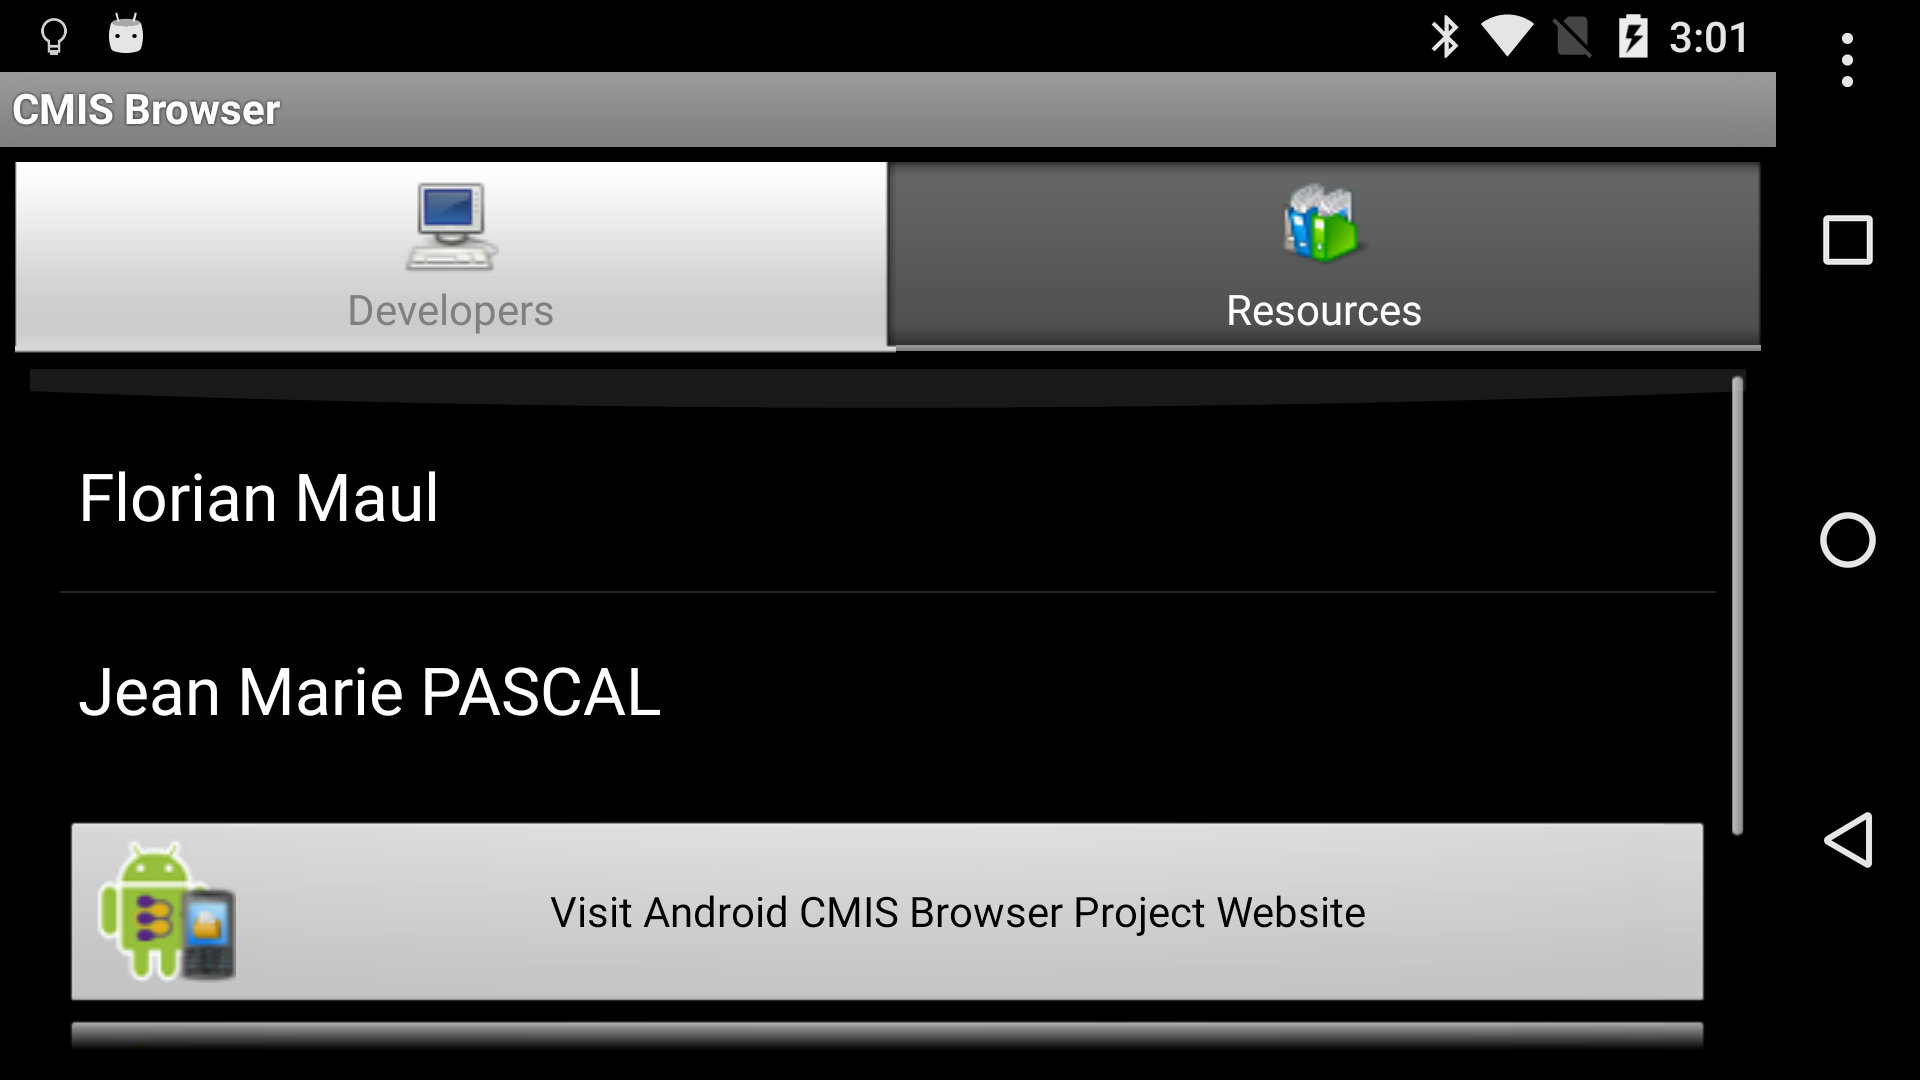 3:01
CMIS Browser
Developers
Resources
Florian Maul
Jean Marie PASCAL
Visit Android CMIS Browser Project Website